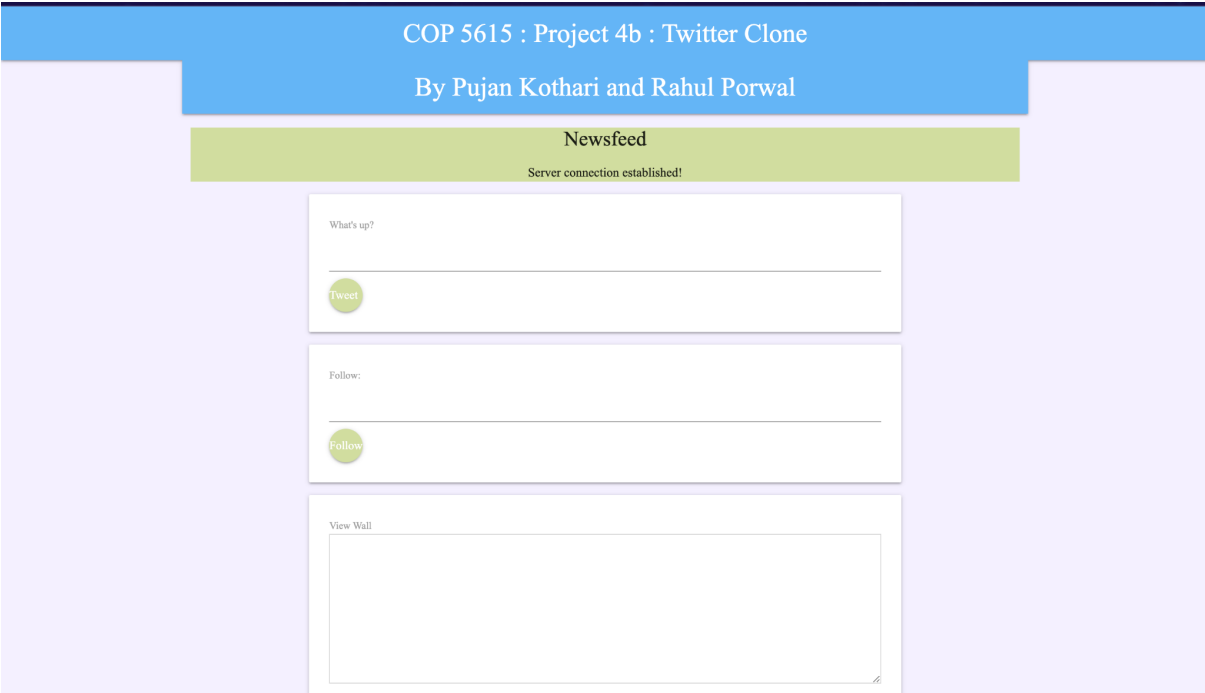 COP 5615 : Project 4b : Twitter Clone
By Pujan Kothari and Rahul Porwal
Newsfeed
Server connection established!
What's up?
Tweet
Follow:
Follow
View Wall